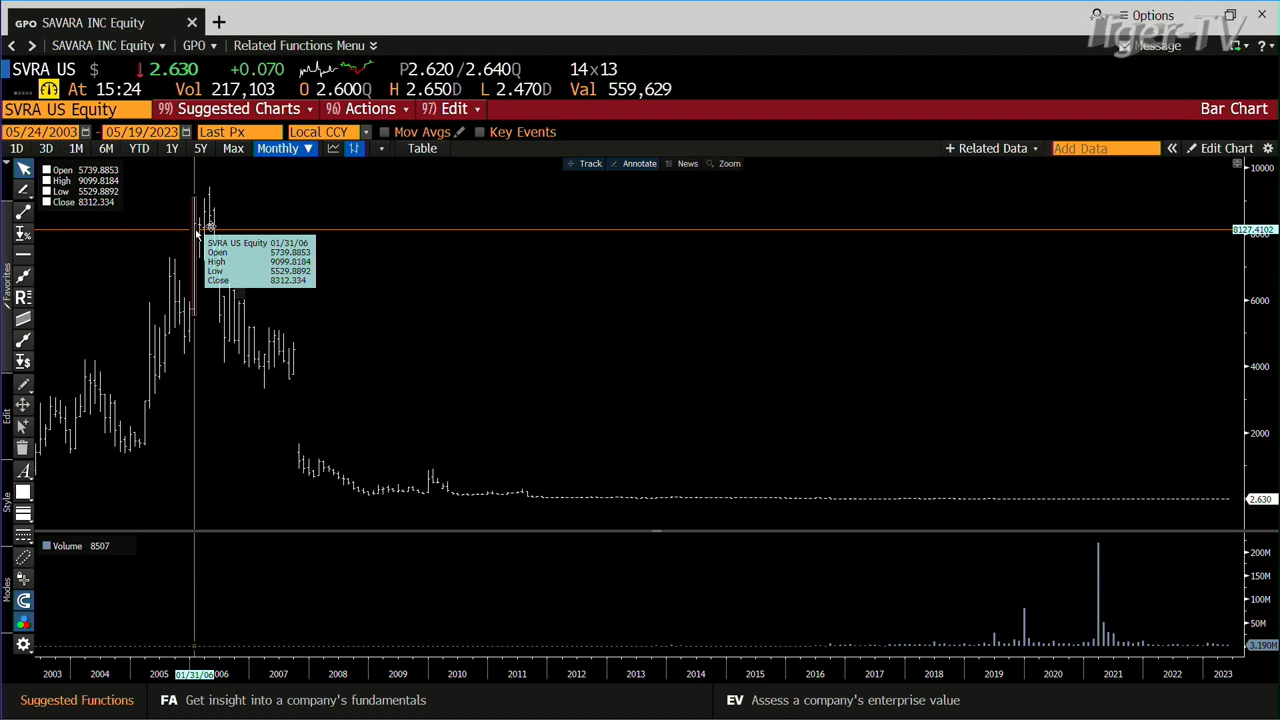 GPO SAVARA INC Equity × +
Options
Tiger-TV
SAVARA INC Equity GPO Related Functions Menu
Message
?
SVRA US $ 2.630 +0.070 P2.620/2.640Q 14x13
At 15:24 Vol 217,103 O 2.600Q H 2.650D L 2.470D Val 559,629
SVRA US Equity 99) Suggested Charts 96) Actions 97) Edit Bar Chart
05/24/2003 - 05/19/2023 Last Px Local CCY Mov Avgs Key Events
1D 3D 1M 6M YTD 1Y 5Y Max Monthly ▼ Table + Related Data Add Data « Edit Chart
Track Annotate News Zoom
Open 5739.8853
High 9099.8184
Low 5529.8892
Close 8312.334
10000
8127.4102
8000
SVRA US Equity 01/31/06
Open 5739.8853
High 9099.8184
Low 5529.8892
Close 8312.334
6000
4000
2000
2.630
Favorites
Edit
Style
Modes
Volume 8507
200M
150M
100M
50M
3.190M
2003 2004 2005 01/31/06 006 2007 2008 2009 2010 2011 2012 2013 2014 2015 2016 2017 2018 2019 2020 2021 2022 2023
Suggested Functions FA Get insight into a company's fundamentals EV Assess a company's enterprise value